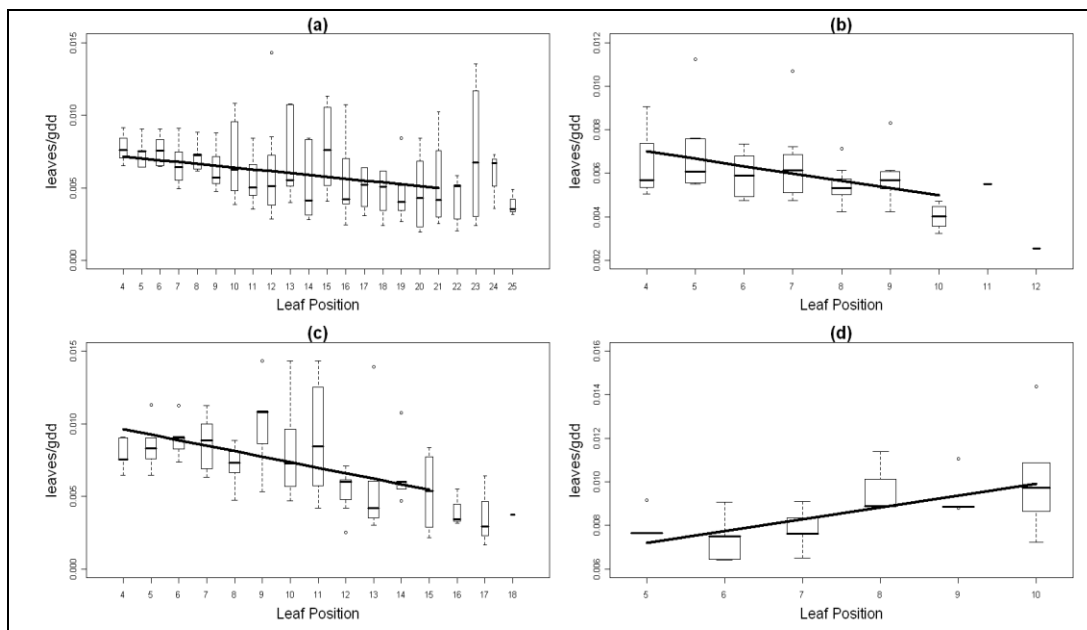 (a)
leaves/gdd
0.015
0.010
0.005
0.000
4 5 6 7 8 9 10 11 12 13 14 15 16 17 18 19 20 21 22 23 24 25
Leaf Position
(b)
leaves/gdd
0.012
0.010
0.008
0.006
0.004
0.002
4 5 6 7 8 9 10 11 12
Leaf Position
(c)
leaves/gdd
0.015
0.010
0.005
0.000
4 5 6 7 8 9 10 11 12 13 14 15 16 17 18
Leaf Position
(d)
leaves/gdd
0.016
0.014
0.012
0.010
0.008
0.006
5 6 7 8 9 10
Leaf Position